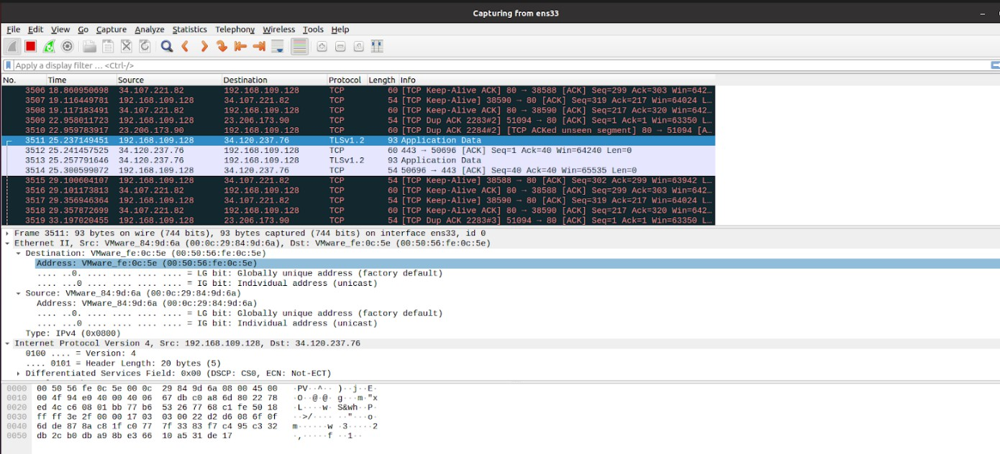 Capturing from ens33
File Edit View Go Capture Analyze Statistics Telephony Wireless Tools Help
Apply a display filter … <Ctrl-/>
No. Time Source Destination Protocol Length Info
3506 18.860950698 34.107.221.82 192.168.109.128 TCP 60 [TCP Keep-Alive ACK] 80 → 38588 [ACK] Seq=299 Ack=303 Win=642…
3507 19.116449781 192.168.109.128 34.107.221.82 TCP 54 [TCP Keep-Alive] 38590 → 80 [ACK] Seq=319 Ack=217 Win=64024 L…
3508 19.117183491 34.107.221.82 192.168.109.128 TCP 60 [TCP Keep-Alive ACK] 80 → 38590 [ACK] Seq=217 Ack=320 Win=642…
3509 22.958011723 192.168.109.128 23.206.173.90 TCP 54 [TCP Dup ACK 2283#2] 51094 → 80 [ACK] Seq=1 Ack=1 Win=63350 L…
3510 22.959783917 23.206.173.90 192.168.109.128 TCP 60 [TCP Dup ACK 2284#2] [TCP ACKed unseen segment] 80 → 51094 [A…
3511 25.237149451 192.168.109.128 34.120.237.76 TLSv1.2 93 Application Data
3512 25.241457525 34.120.237.76 192.168.109.128 TCP 60 443 → 50696 [ACK] Seq=1 Ack=40 Win=64240 Len=0
3513 25.257791646 34.120.237.76 192.168.109.128 TLSv1.2 93 Application Data
3514 25.300599072 192.168.109.128 34.120.237.76 TCP 54 50696 → 443 [ACK] Seq=40 Ack=40 Win=65535 Len=0
3515 29.100604107 192.168.109.128 34.107.221.82 TCP 54 [TCP Keep-Alive] 38588 → 80 [ACK] Seq=302 Ack=299 Win=63942 L…
3516 29.101173813 34.107.221.82 192.168.109.128 TCP 60 [TCP Keep-Alive ACK] 80 → 38588 [ACK] Seq=299 Ack=303 Win=642…
3517 29.356946364 192.168.109.128 34.107.221.82 TCP 54 [TCP Keep-Alive] 38590 → 80 [ACK] Seq=319 Ack=217 Win=64024 L…
3518 29.357872699 34.107.221.82 192.168.109.128 TCP 60 [TCP Keep-Alive ACK] 80 → 38590 [ACK] Seq=217 Ack=320 Win=642…
3519 33.197020455 192.168.109.128 23.206.173.90 TCP 54 [TCP Dup ACK 2283#3] 51094 → 80 [ACK] Seq=1 Ack=1 Win=63350 L…
Frame 3511: 93 bytes on wire (744 bits), 93 bytes captured (744 bits) on interface ens33, id 0
Ethernet II, Src: VMware_84:9d:6a (00:0c:29:84:9d:6a), Dst: VMware_fe:0c:5e (00:50:56:fe:0c:5e)
Destination: VMware_fe:0c:5e (00:50:56:fe:0c:5e)
Address: VMware_fe:0c:5e (00:50:56:fe:0c:5e)
.... ..0. .... .... .... .... = LG bit: Globally unique address (factory default)
.... ...0 .... .... .... .... = IG bit: Individual address (unicast)
Source: VMware_84:9d:6a (00:0c:29:84:9d:6a)
Address: VMware_84:9d:6a (00:0c:29:84:9d:6a)
.... ..0. .... .... .... .... = LG bit: Globally unique address (factory default)
.... ...0 .... .... .... .... = IG bit: Individual address (unicast)
Type: IPv4 (0x0800)
Internet Protocol Version 4, Src: 192.168.109.128, Dst: 34.120.237.76
0100 .... = Version: 4
.... 0101 = Header Length: 20 bytes (5)
Differentiated Services Field: 0x00 (DSCP: CS0, ECN: Not-ECT)
0000 00 50 56 fe 0c 5e 00 0c 29 84 9d 6a 08 00 45 00 ·PV··^·· )··j··E·
0010 00 4f 94 e0 40 00 40 06 67 db c0 a8 6d 80 22 78 ·O··@·@· g···m·"x
0020 ed 4c c6 08 01 bb 77 b6 53 26 77 68 c1 fe 50 18 ·L····w· S&wh··P·
0030 ff ff 3e 2f 00 00 17 03 03 00 22 d2 d6 08 6f 0f ··>/···· ··"···o·
0040 6d de 87 8a c8 1f c0 77 7f 33 83 f7 c4 95 c3 32 m······w ·3·····2
0050 db 2c b0 db a9 8b e3 66 10 a5 31 de 17 ·,·····f ··1··